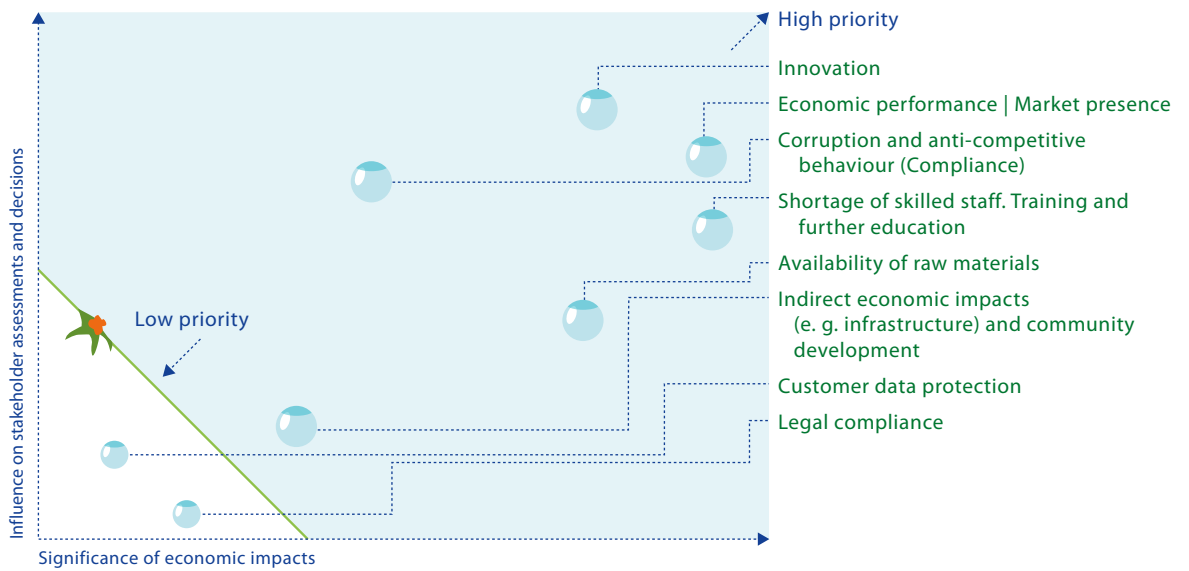 High priority
Innovation
Economic performance | Market presence
Corruption and anti-competitive
behaviour (Compliance)
Shortage of skilled staff. Training and
further education
Availability of raw materials
Indirect economic impacts
(e. g. infrastructure) and community
development
Customer data protection
Legal compliance
Low priority
Influence on stakeholder assessments and decisions
Significance of economic impacts